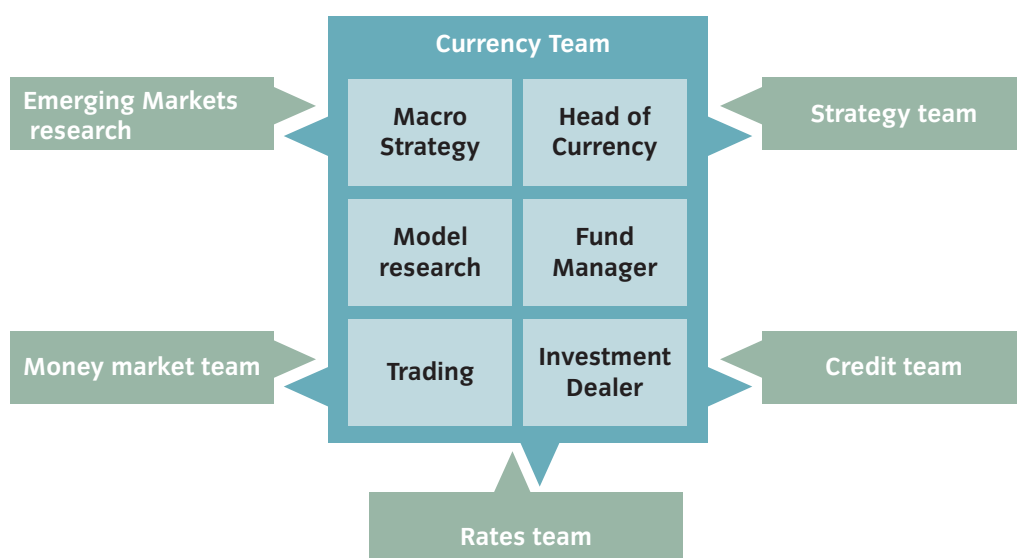 Currency Team
Emerging Markets
research
Macro
Strategy
Head of
Currency
Strategy team
Model
research
Fund
Manager
Money market team
Trading
Investment
Dealer
Credit team
Rates team